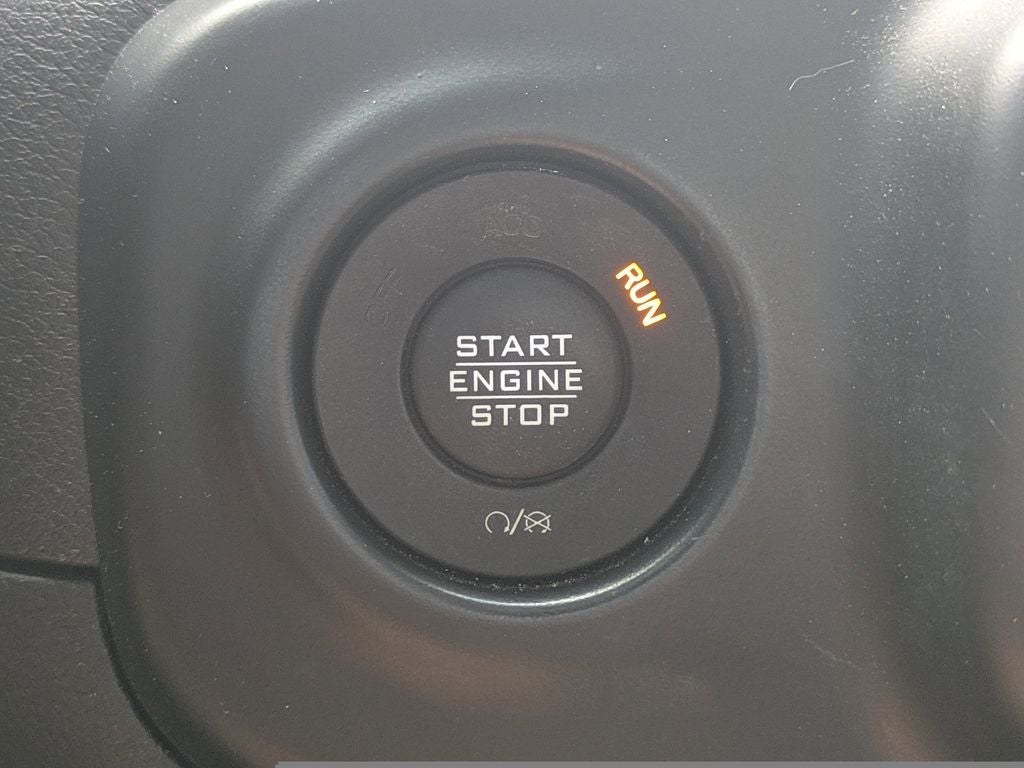 ACC
OFF
RUN
START
ENGINE
STOP